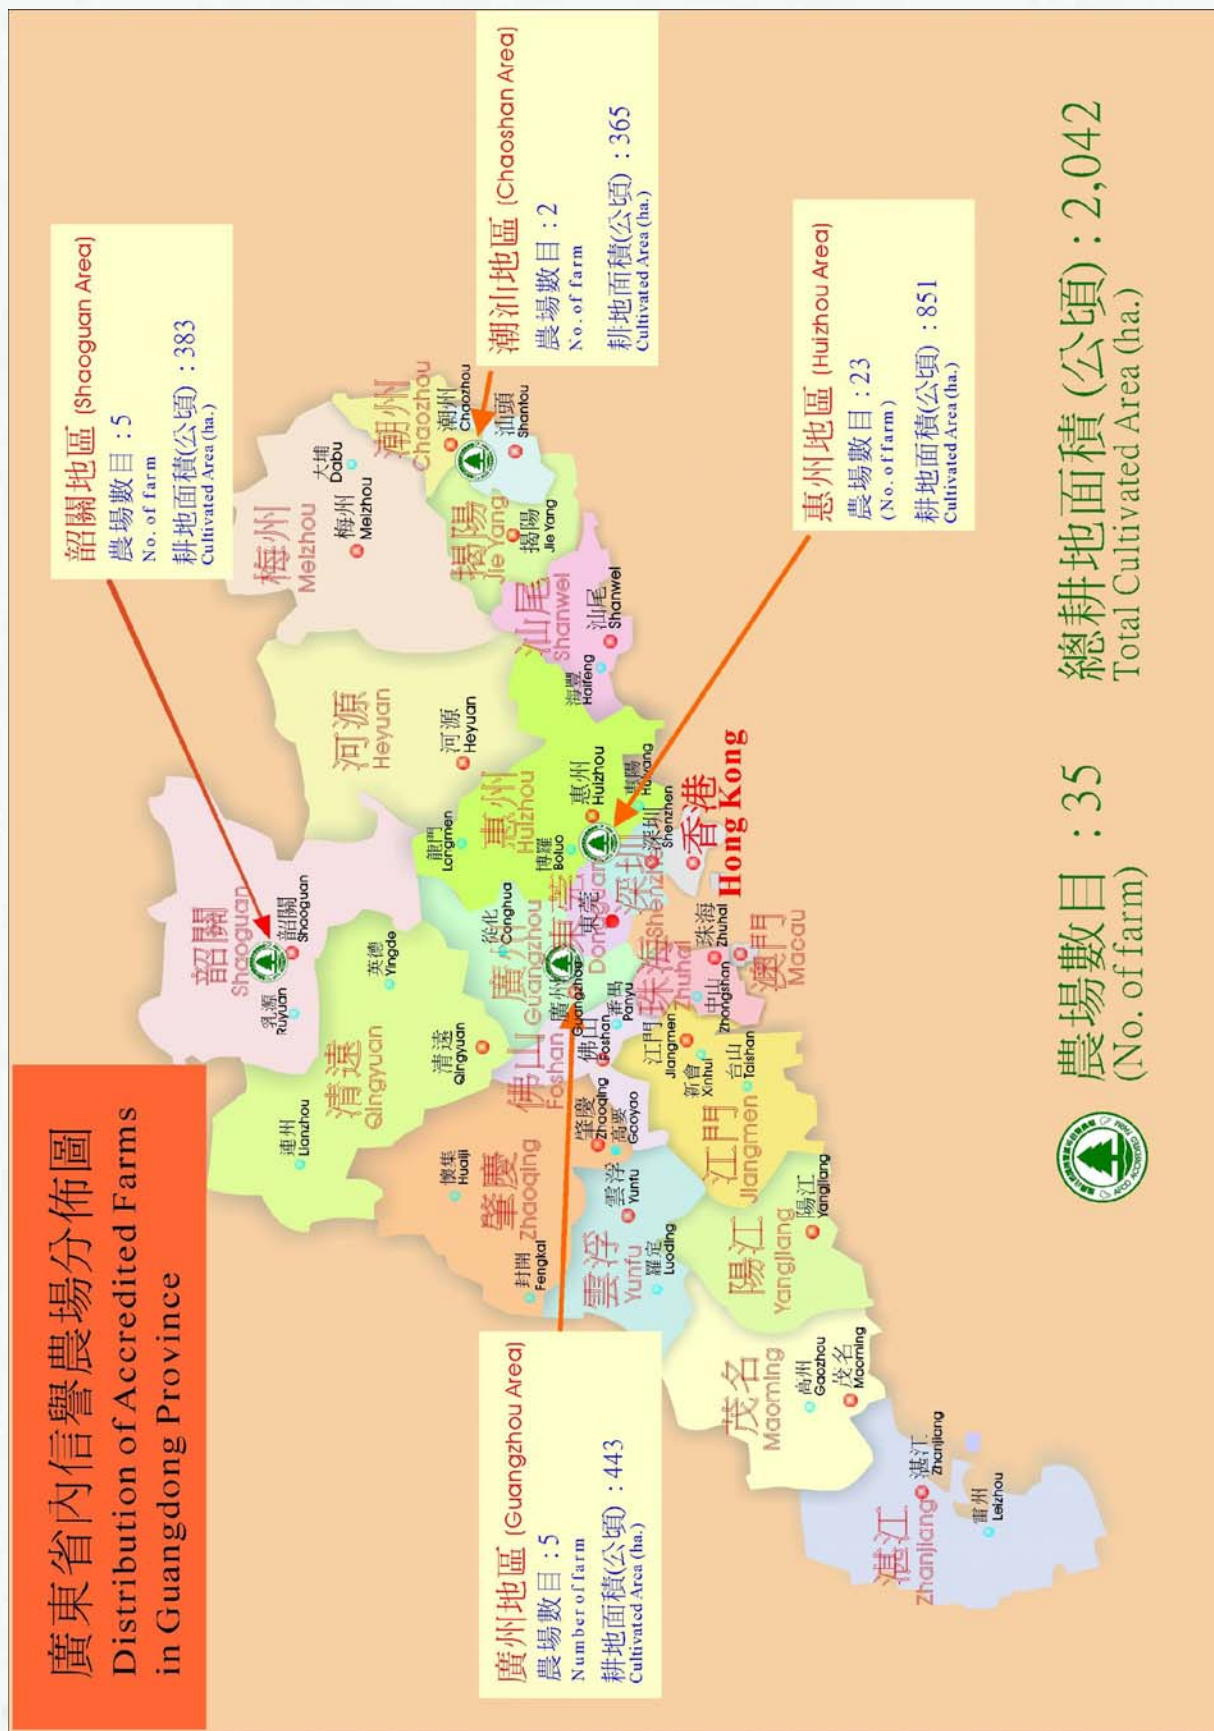 廣東省內信譽農場分佈圖
Distribution of Accredited Farms
in Guangdong Province
韶關地區 (Shaoguan Area)
農場數目 : 5
No. of farm
耕地面積(公頃) : 383
Cultivated Area (ha.)
潮汕地區 (Chaoshan Area)
農場數目 : 2
No. of farm
耕地面積(公頃) : 365
Cultivated Area (ha.)
惠州地區 (Huizhou Area)
農場數目 : 23
(No. of farm)
耕地面積(公頃) : 851
Cultivated Area (ha.)
廣州地區 (Guangzhou Area)
農場數目 : 5
Number of farm
耕地面積(公頃) : 443
Cultivated Area (ha.)
韶關
Shaoguan
韶關
Shaoguan
乳源
Ruyuan
清遠
Qingyuan
連州
Lianzhou
英德
Yingde
清遠
Qingyuan
河源
Heyuan
河源
Heyuan
梅州
Meizhou
大埔
Dabu
梅州
Meizhou
潮州
Chaozhou
潮州
Chaozhou
汕頭
Shantou
揭陽
Jie Yang
揭陽
Jie Yang
汕尾
Shanwei
汕尾
Shanwei
海豐
Haifeng
惠州
Huizhou
龍門
Longmen
博羅
Boluo
惠州
Huizhou
惠陽
Huiyang
廣州
Guangzhou
從化
Conghua
廣州
Guangzhou
番禺
Panyu
東莞
Dongguan
東莞
深圳
Shenzhen
深圳
Shenzhen
香港
Hong Kong
佛山
Foshan
佛山
Foshan
珠海
Zhuhai
珠海
Zhuhai
中山
Zhongshan
澳門
Macau
肇慶
Zhaoqing
懷集
Huaiji
封開
Fengkai
肇慶
Zhaoqing
高要
Gaoyao
雲浮
Yunfu
雲浮
Yunfu
羅定
Luoding
江門
Jiangmen
江門
Jiangmen
新會
Xinhui
台山
Taishan
陽江
Yangjiang
陽江
Yangjiang
茂名
Maoming
高州
Gaozhou
茂名
Maoming
湛江
Zhanjiang
湛江
Zhanjiang
雷州
Leizhou
農場數目 : 35
(No. of farm)
總耕地面積 (公頃) : 2,042
Total Cultivated Area (ha.)